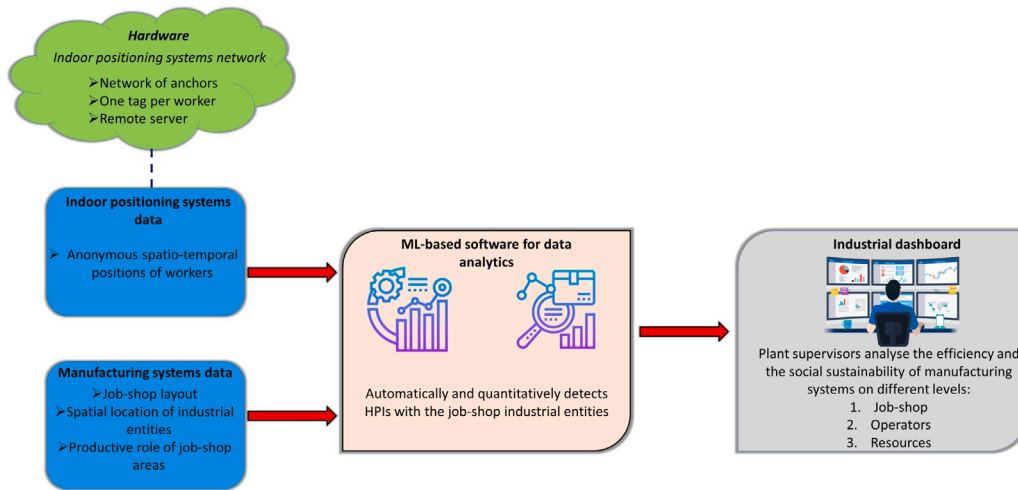 Hardware
Indoor positioning systems network
➢Network of anchors
➢One tag per worker
➢Remote server
Indoor positioning systems
data
➢ Anonymous spatio-temporal
positions of workers
Manufacturing systems data
➢Job-shop layout
➢Spatial location of industrial
entities
➢Productive role of job-shop
areas
ML-based software for data
analytics
Automatically and quantitatively detects
HPIs with the job-shop industrial entities
Industrial dashboard
Plant supervisors analyse the efficiency and
the social sustainability of manufacturing
systems on different levels:
1. Job-shop
2. Operators
3. Resources